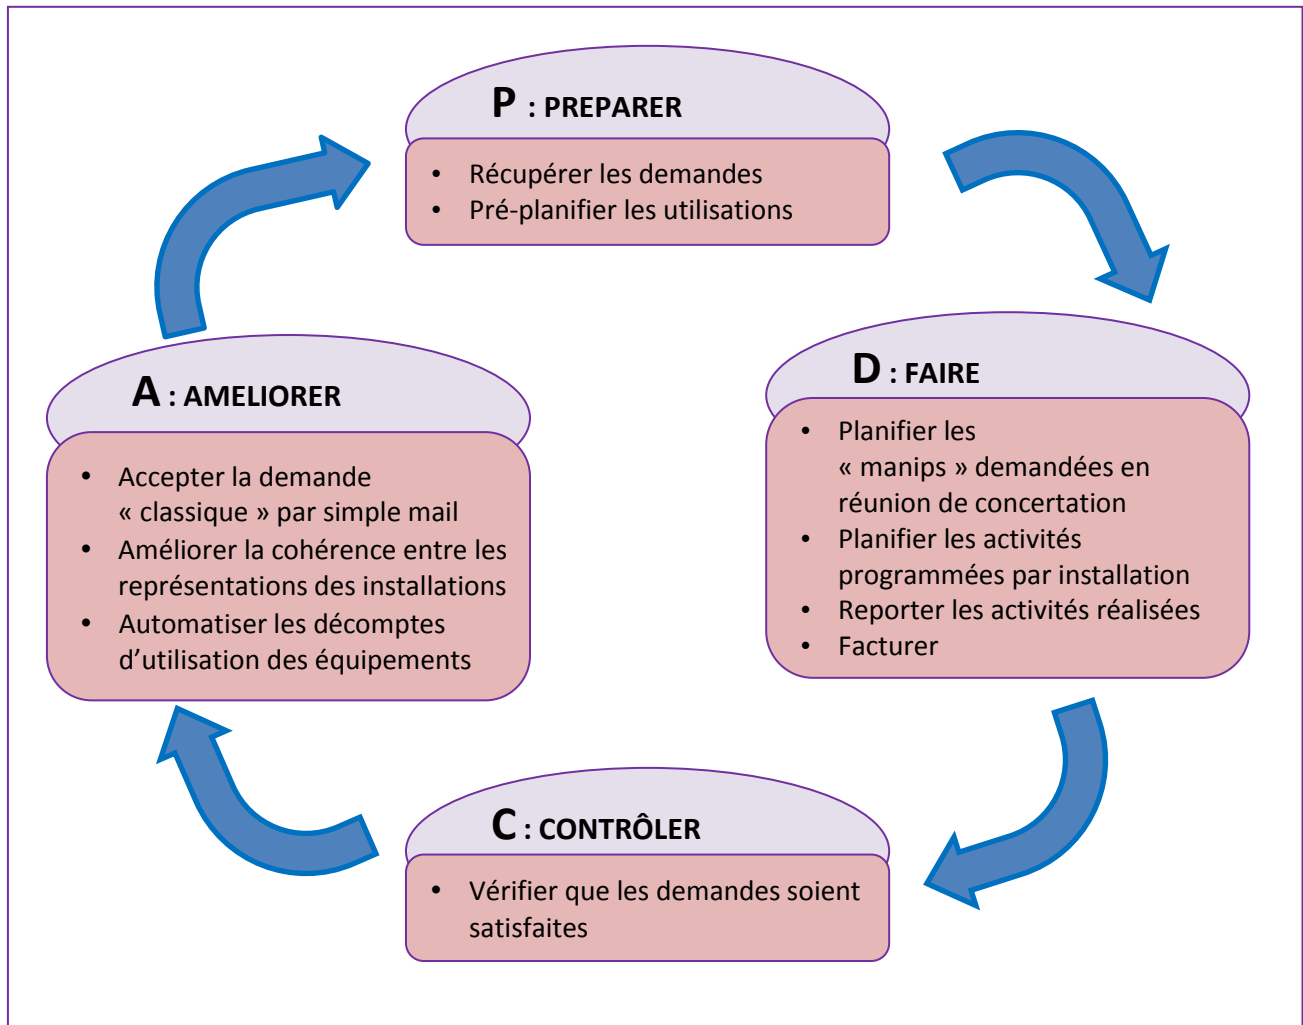 P : PREPARER
• Récupérer les demandes
• Pré-planifier les utilisations
D : FAIRE
• Planifier les
« manips » demandées en
réunion de concertation
• Planifier les activités
programmées par installation
• Reporter les activités réalisées
• Facturer
C : CONTRÔLER
• Vérifier que les demandes soient
satisfaites
A : AMELIORER
• Accepter la demande
« classique » par simple mail
• Améliorer la cohérence entre les
représentations des installations
• Automatiser les décomptes
d’utilisation des équipements